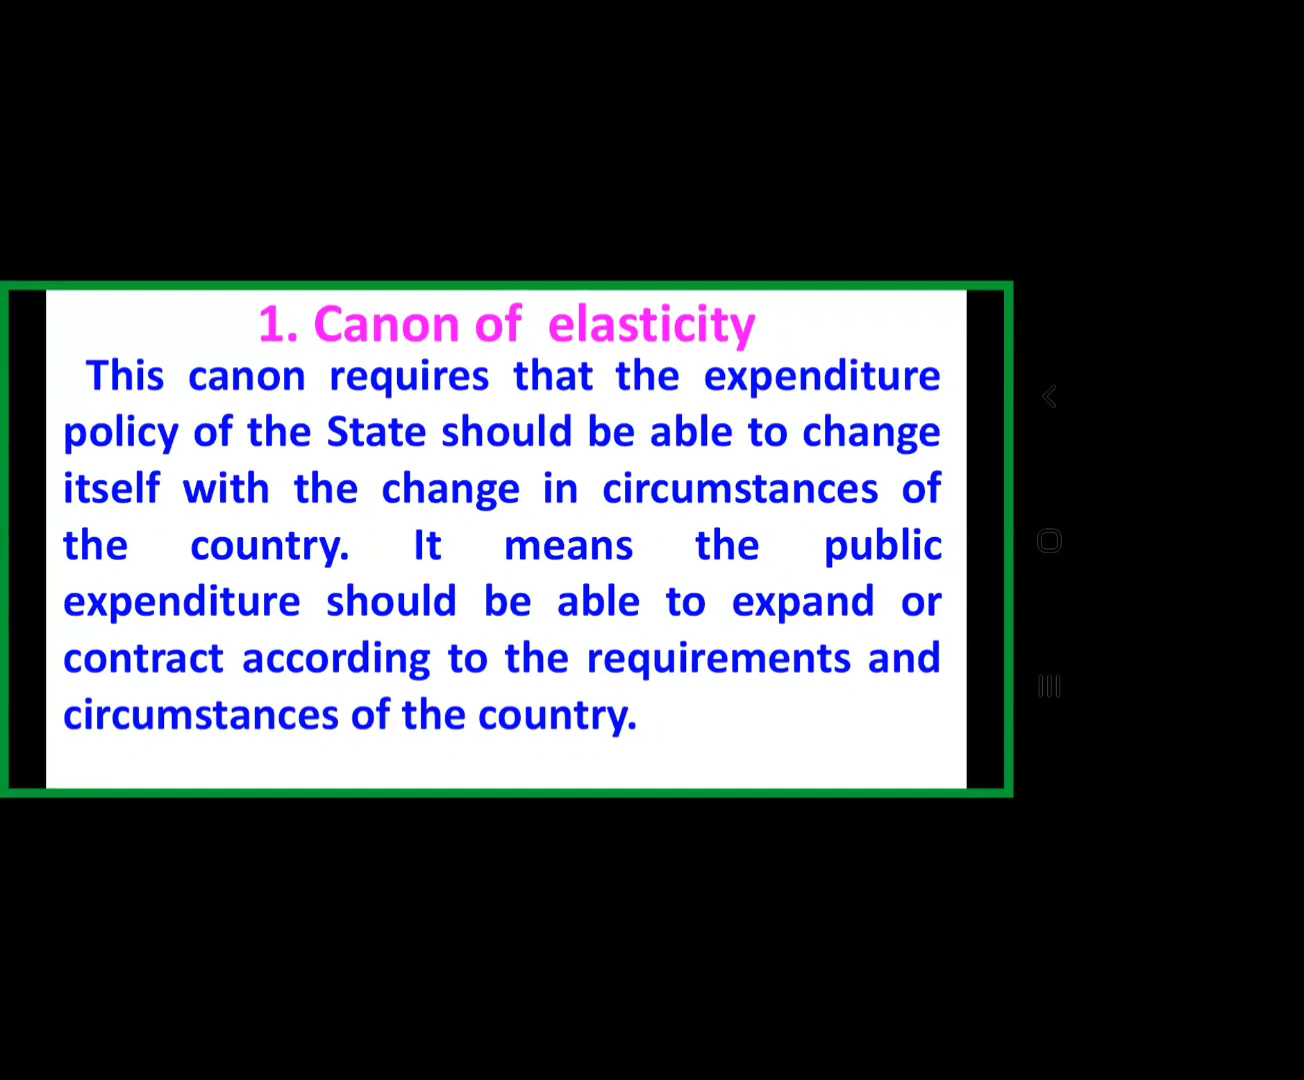 1. Canon of elasticity
This canon requires that the expenditure
policy of the State should be able to change
itself with the change in circumstances of
the country. It means the public
expenditure should be able to expand or
contract according to the requirements and
circumstances of the country.